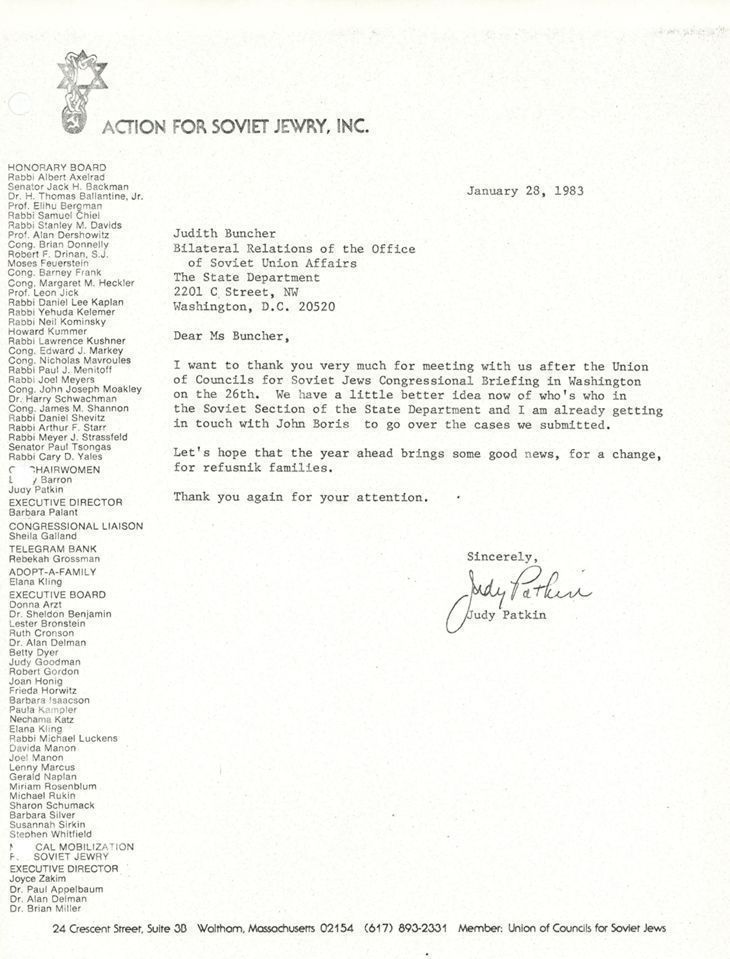 ACTION FOR SOVIET JEWRY, INC.
HONORARY BOARD
Rabbi Albert Axelrad
Senator Jack H. Backman
Dr. H. Thomas Ballantine, Jr.
Prof. Elihu Bergman
Rabbi Samuel Chiel
Rabbi Stanley M. Davids
Prof. Alan Dershowitz
Cong. Brian Donnelly
Robert F. Drinan, S.J.
Moses Feuerstein
Cong. Barney Frank
Cong. Margaret M. Heckler
Prof. Leon Jick
Rabbi Daniel Lee Kaplan
Rabbi Yehuda Kelemer
Rabbi Neil Kominsky
Howard Kummer
Rabbi Lawrence Kushner
Cong. Edward J. Markey
Cong. Nicholas Mavroules
Rabbi Paul J. Menitoff
Rabbi Joel Meyers
Cong. John Joseph Moakley
Dr. Harry Schwachman
Cong. James M. Shannon
Rabbi Daniel Shevitz
Rabbi Arthur F. Starr
Rabbi Meyer J. Strassfeld
Senator Paul Tsongas
Rabbi Cary D. Yales
HAIRWOMEN
Barron
Judy Patkin
EXECUTIVE DIRECTOR
Barbara Palant
CONGRESSIONAL LIAISON
Sheila Galland
TELEGRAM BANK
Rebekah Grossman
ADOPT-A-FAMILY
Elana Kling
EXECUTIVE BOARD
Donna Arzt
Dr. Sheldon Benjamin
Lester Bronstein
Ruth Cronson
Dr. Alan Delman
Betty Dyer
Judy Goodman
Robert Gordon
Joan Honig
Frieda Horwitz
Barbara Isaacson
Paula Kampler
Nechama Katz
Elana Kling
Rabbi Michael Luckens
Davida Manon
Joel Manon
Lenny Marcus
Gerald Naplan
Miriam Rosenblum
Michael Rukin
Sharon Schumack
Barbara Silver
Susannah Sirkin
Stephen Whitfield
CAL MOBILIZATION
SOVIET JEWRY
EXECUTIVE DIRECTOR
Joyce Zakim
Dr. Paul Appelbaum
Dr. Alan Delman
Dr. Brian Miller
January 28, 1983
Judith Buncher
Bilateral Relations of the Office
of Soviet Union Affairs
The State Department
2201 C Street, NW
Washington, D.C. 20520
Dear Ms Buncher,
I want to thank you very much for meeting with us after the Union
of Councils for Soviet Jews Congressional Briefing in Washington
on the 26th. We have a little better idea now of who's who in
the Soviet Section of the State Department and I am already getting
in touch with John Boris to go over the cases we submitted.
Let's hope that the year ahead brings some good news, for a change,
for refusnik families.
Thank you again for your attention.
Sincerely,
Judy Patkin
Judy Patkin
24 Crescent Street, Suite 3B Waltham, Massachusetts 02154 (617) 893-2331 Member: Union of Councils for Soviet Jews